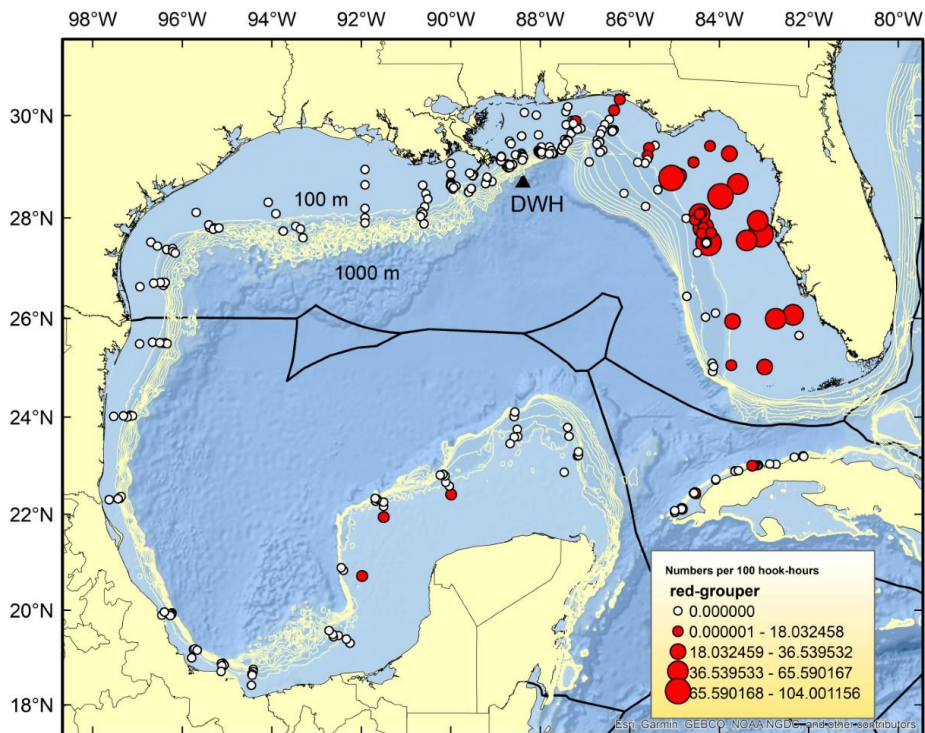 98°W 96°W 94°W 92°W 90°W 88°W 86°W 84°W 82°W 80°W
30°N
28°N
26°N
24°N
22°N
20°N
18°N
100 m
DWH
1000 m
Numbers per 100 hook-hours
red-grouper
0.000000
0.000001 - 18.032458
18.032459 - 36.539532
36.539533 - 65.590167
65.590168 - 104.001156
Esri, Garmin, GEBCO, NOAA NGDC, and other contributors